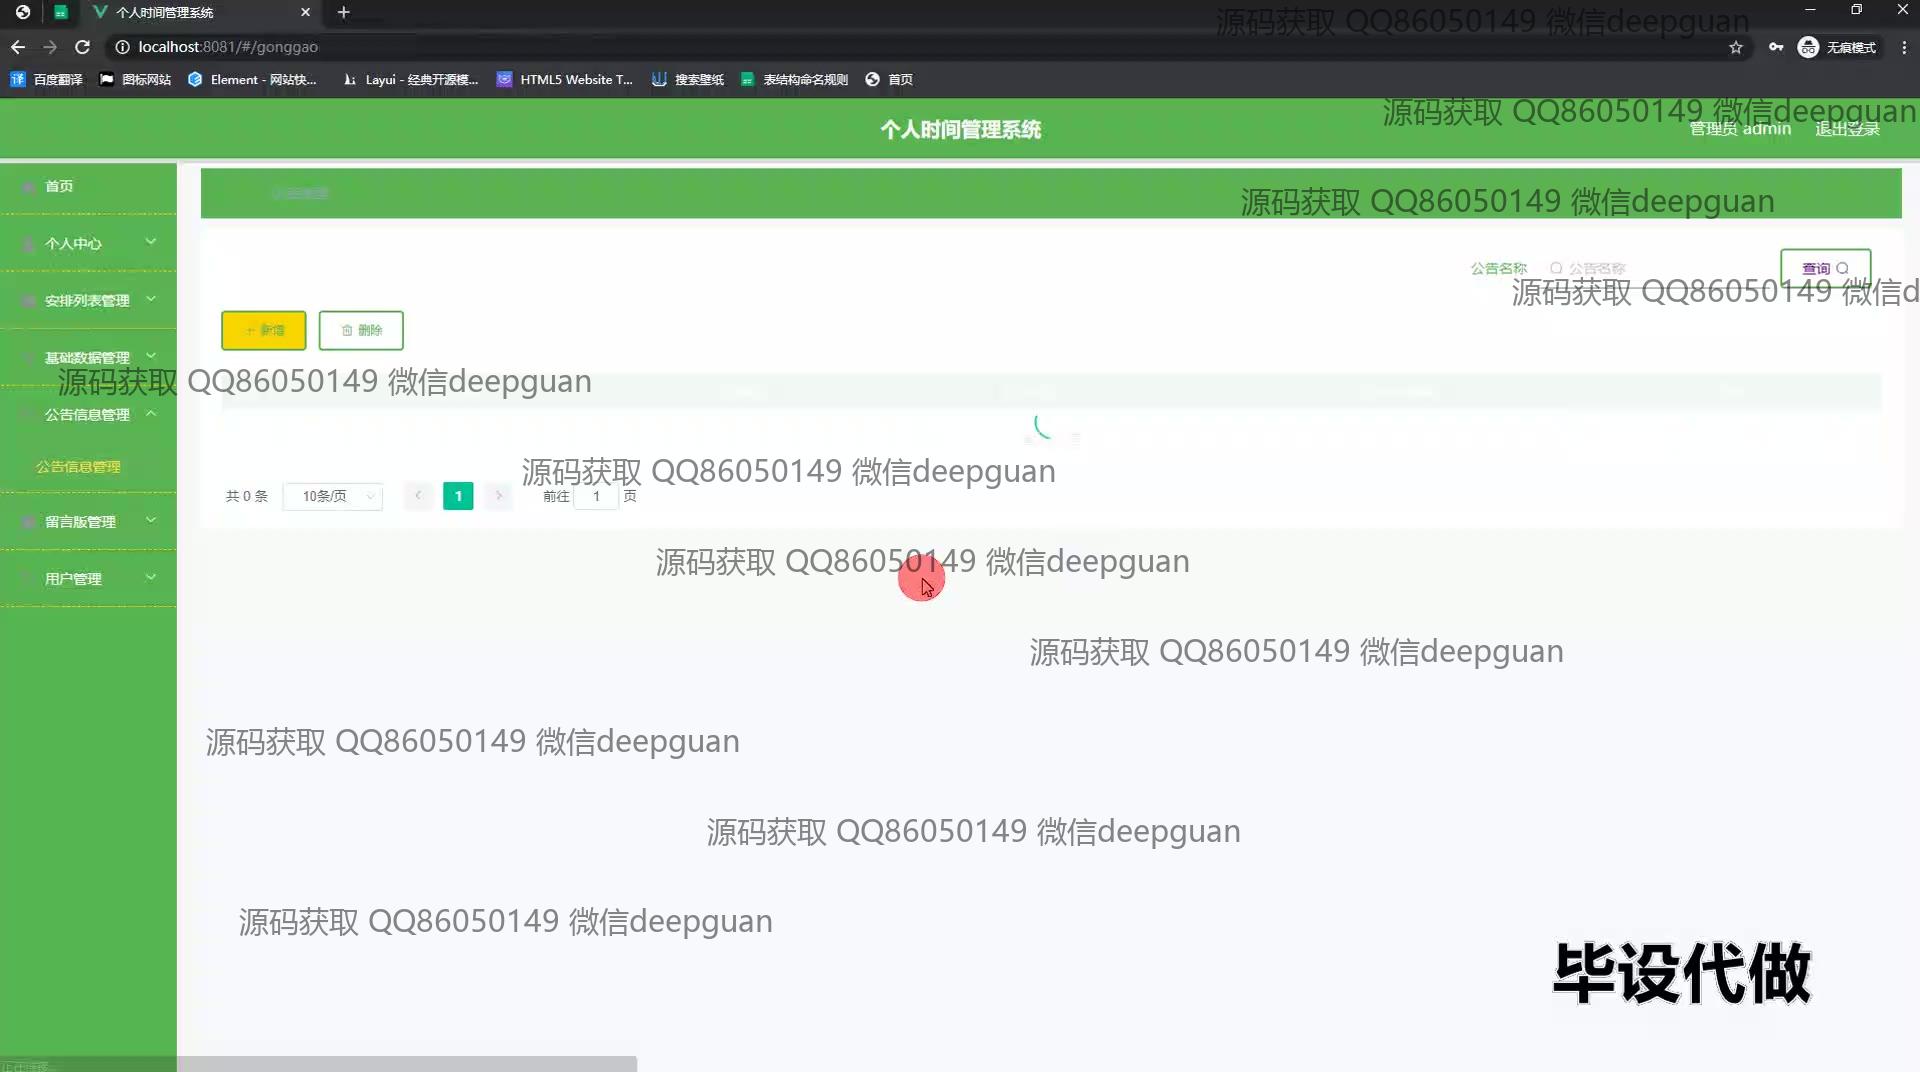 个人时间管理系统
localhost:8081/#/gonggao
无痕模式
百度翻译 图标网站 Element - 网站快... Layui - 经典开源模... HTML5 Website T... 搜索壁纸 表结构命名规则 首页
源码获取 QQ86050149 微信deepguan
源码获取 QQ86050149 微信deepguan
个人时间管理系统
管理员 admin 退出登录
首页
源码获取 QQ86050149 微信deepguan
个人中心
公告名称 公告名称 查询
源码获取 QQ86050149 微信d
安排列表管理
新增 删除
基础数据管理
源码获取 QQ86050149 微信deepguan
公告信息管理
公告信息管理
源码获取 QQ86050149 微信deepguan
共 0 条 10条/页 1 前往 1 页
留言版管理
源码获取 QQ86050149 微信deepguan
用户管理
源码获取 QQ86050149 微信deepguan
源码获取 QQ86050149 微信deepguan
源码获取 QQ86050149 微信deepguan
源码获取 QQ86050149 微信deepguan
毕设代做